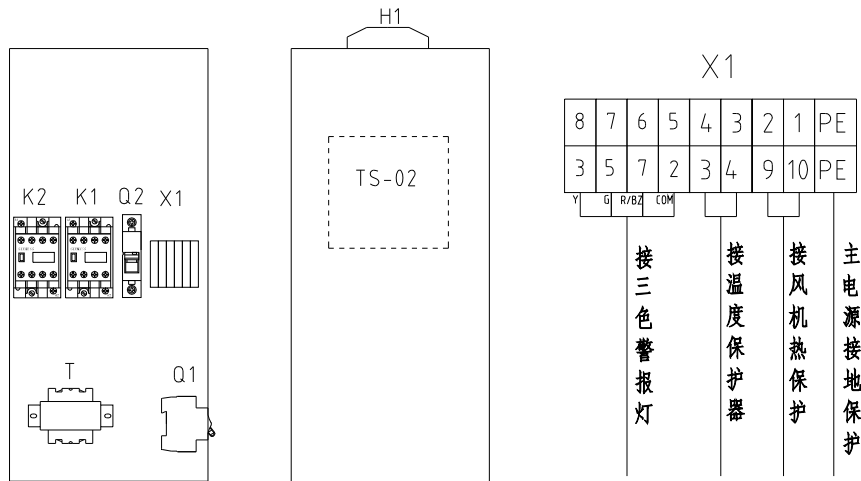 H1
K2 K1 Q2 X1
T
Q1
TS-02
X1
8 7 6 5 4 3 2 1 PE
3 5 7 2 3 4 9 10 PE
Y G R/BZ COM
接三色警报灯
接温度保护器
接风机热保护
主电源接地保护